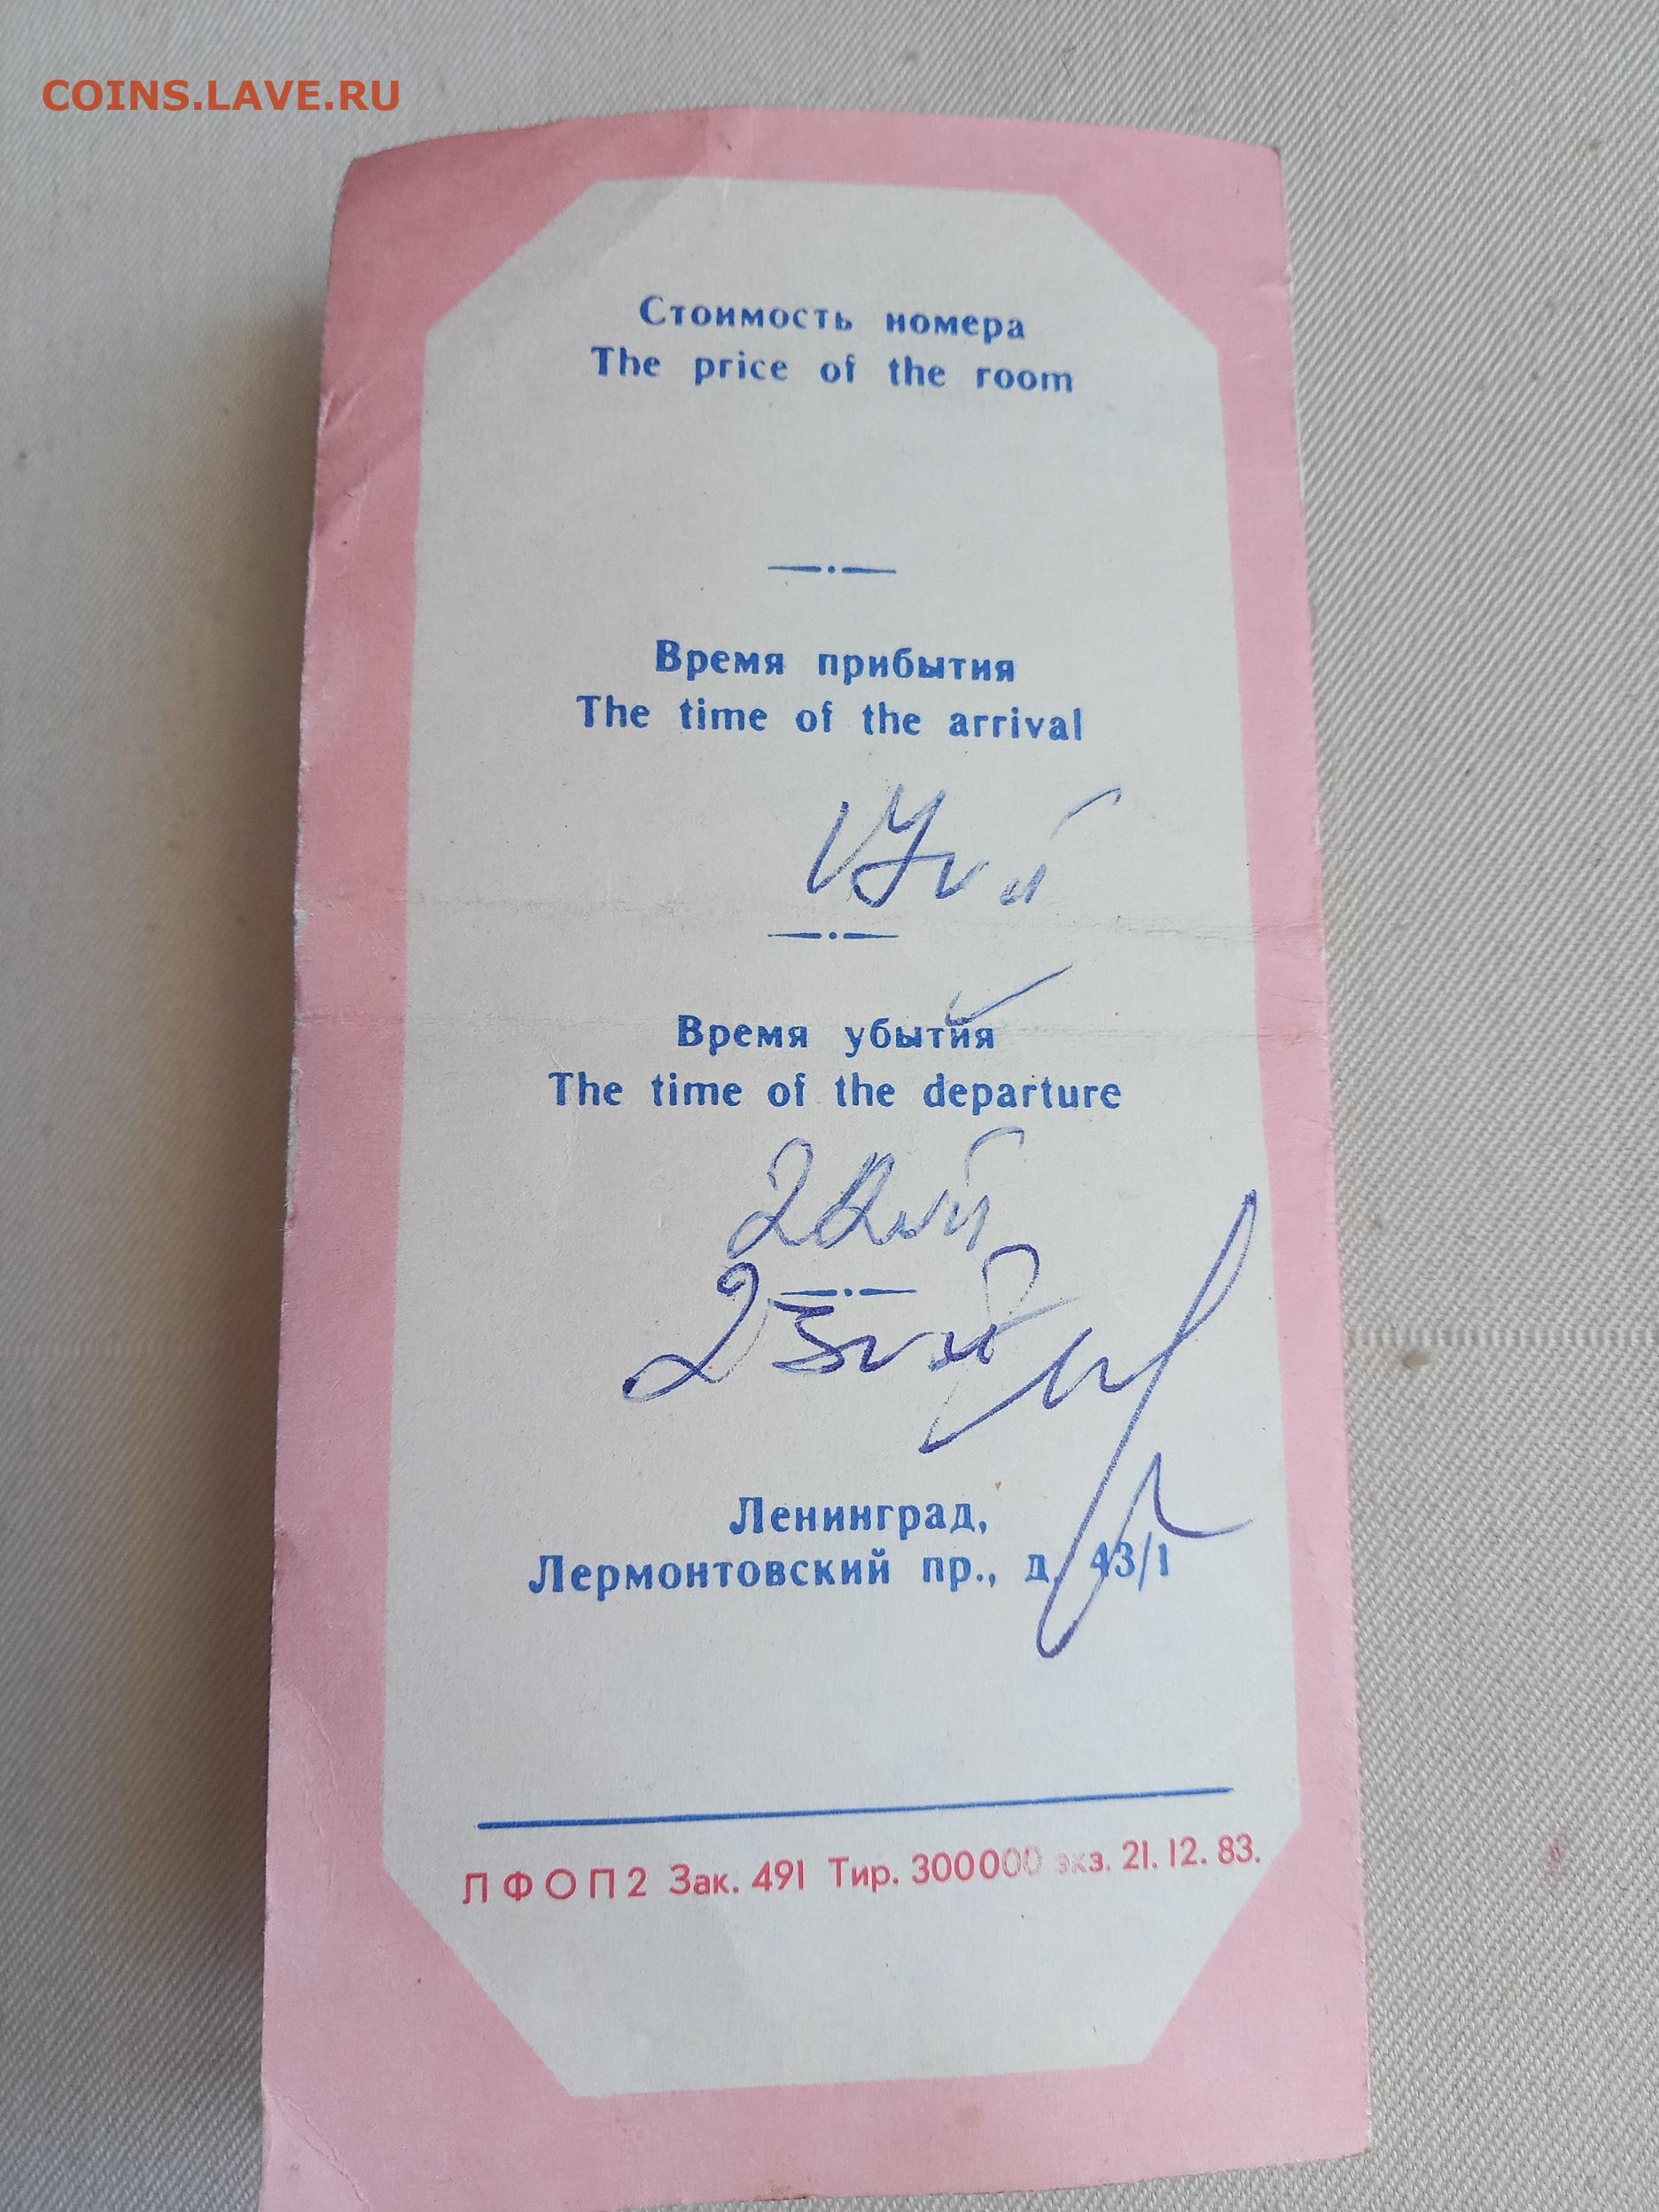 COINS.LAVE.RU
Стоимость номера
The price of the room
Время прибытия
The time of the arrival
Время убытия
The time of the departure
Ленинград,
Лермонтовский пр., д. 43/1
ЛФОП2 Зак. 491 Тир. 300000 экз. 21.12.83.